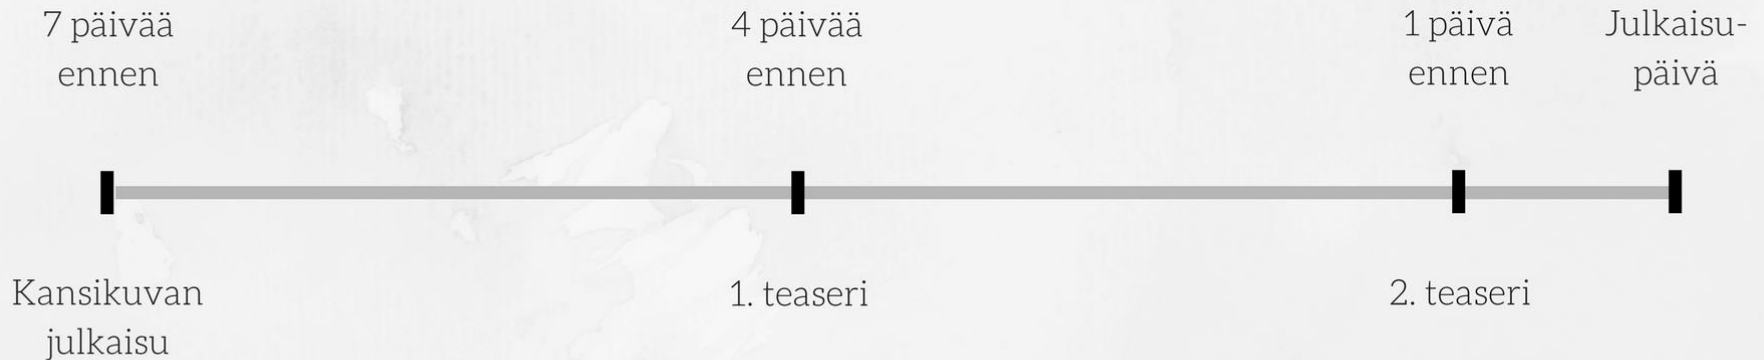 7 päivää
ennen
4 päivää
ennen
1 päivä
ennen
Julkaisu-
päivä
Kansikuvan
julkaisu
1. teaseri
2. teaseri